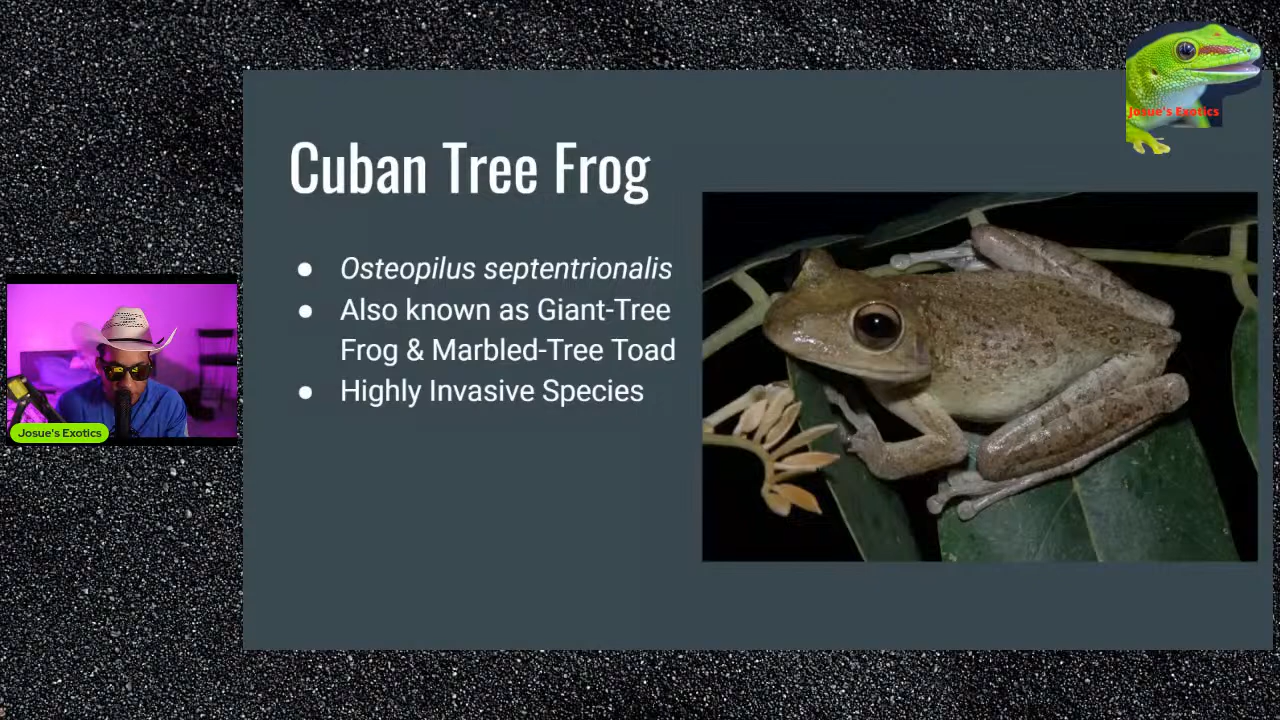 Josue's Exotics
Cuban Tree Frog
Osteopilus septentrionalis
Also known as Giant-Tree
Frog & Marbled-Tree Toad
Highly Invasive Species
Josue's Exotics